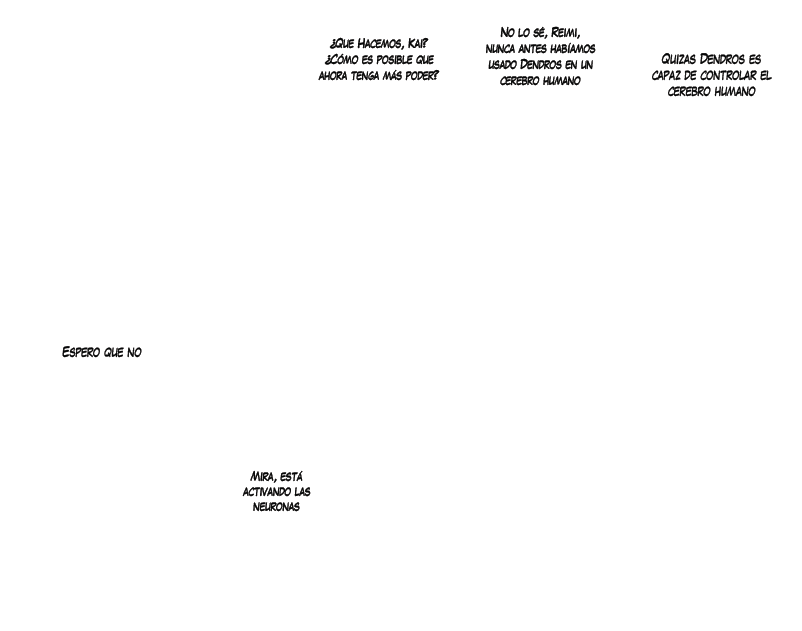 ¿Que Hacemos, Kai?
¿Cómo es posible que
ahora tenga más poder?
No lo sé, Reimi,
nunca antes habíamos
usado Dendros en un
cerebro humano
Quizas Dendros es
capaz de controlar el
cerebro humano
Espero que no
Mira, está
activando las
neuronas